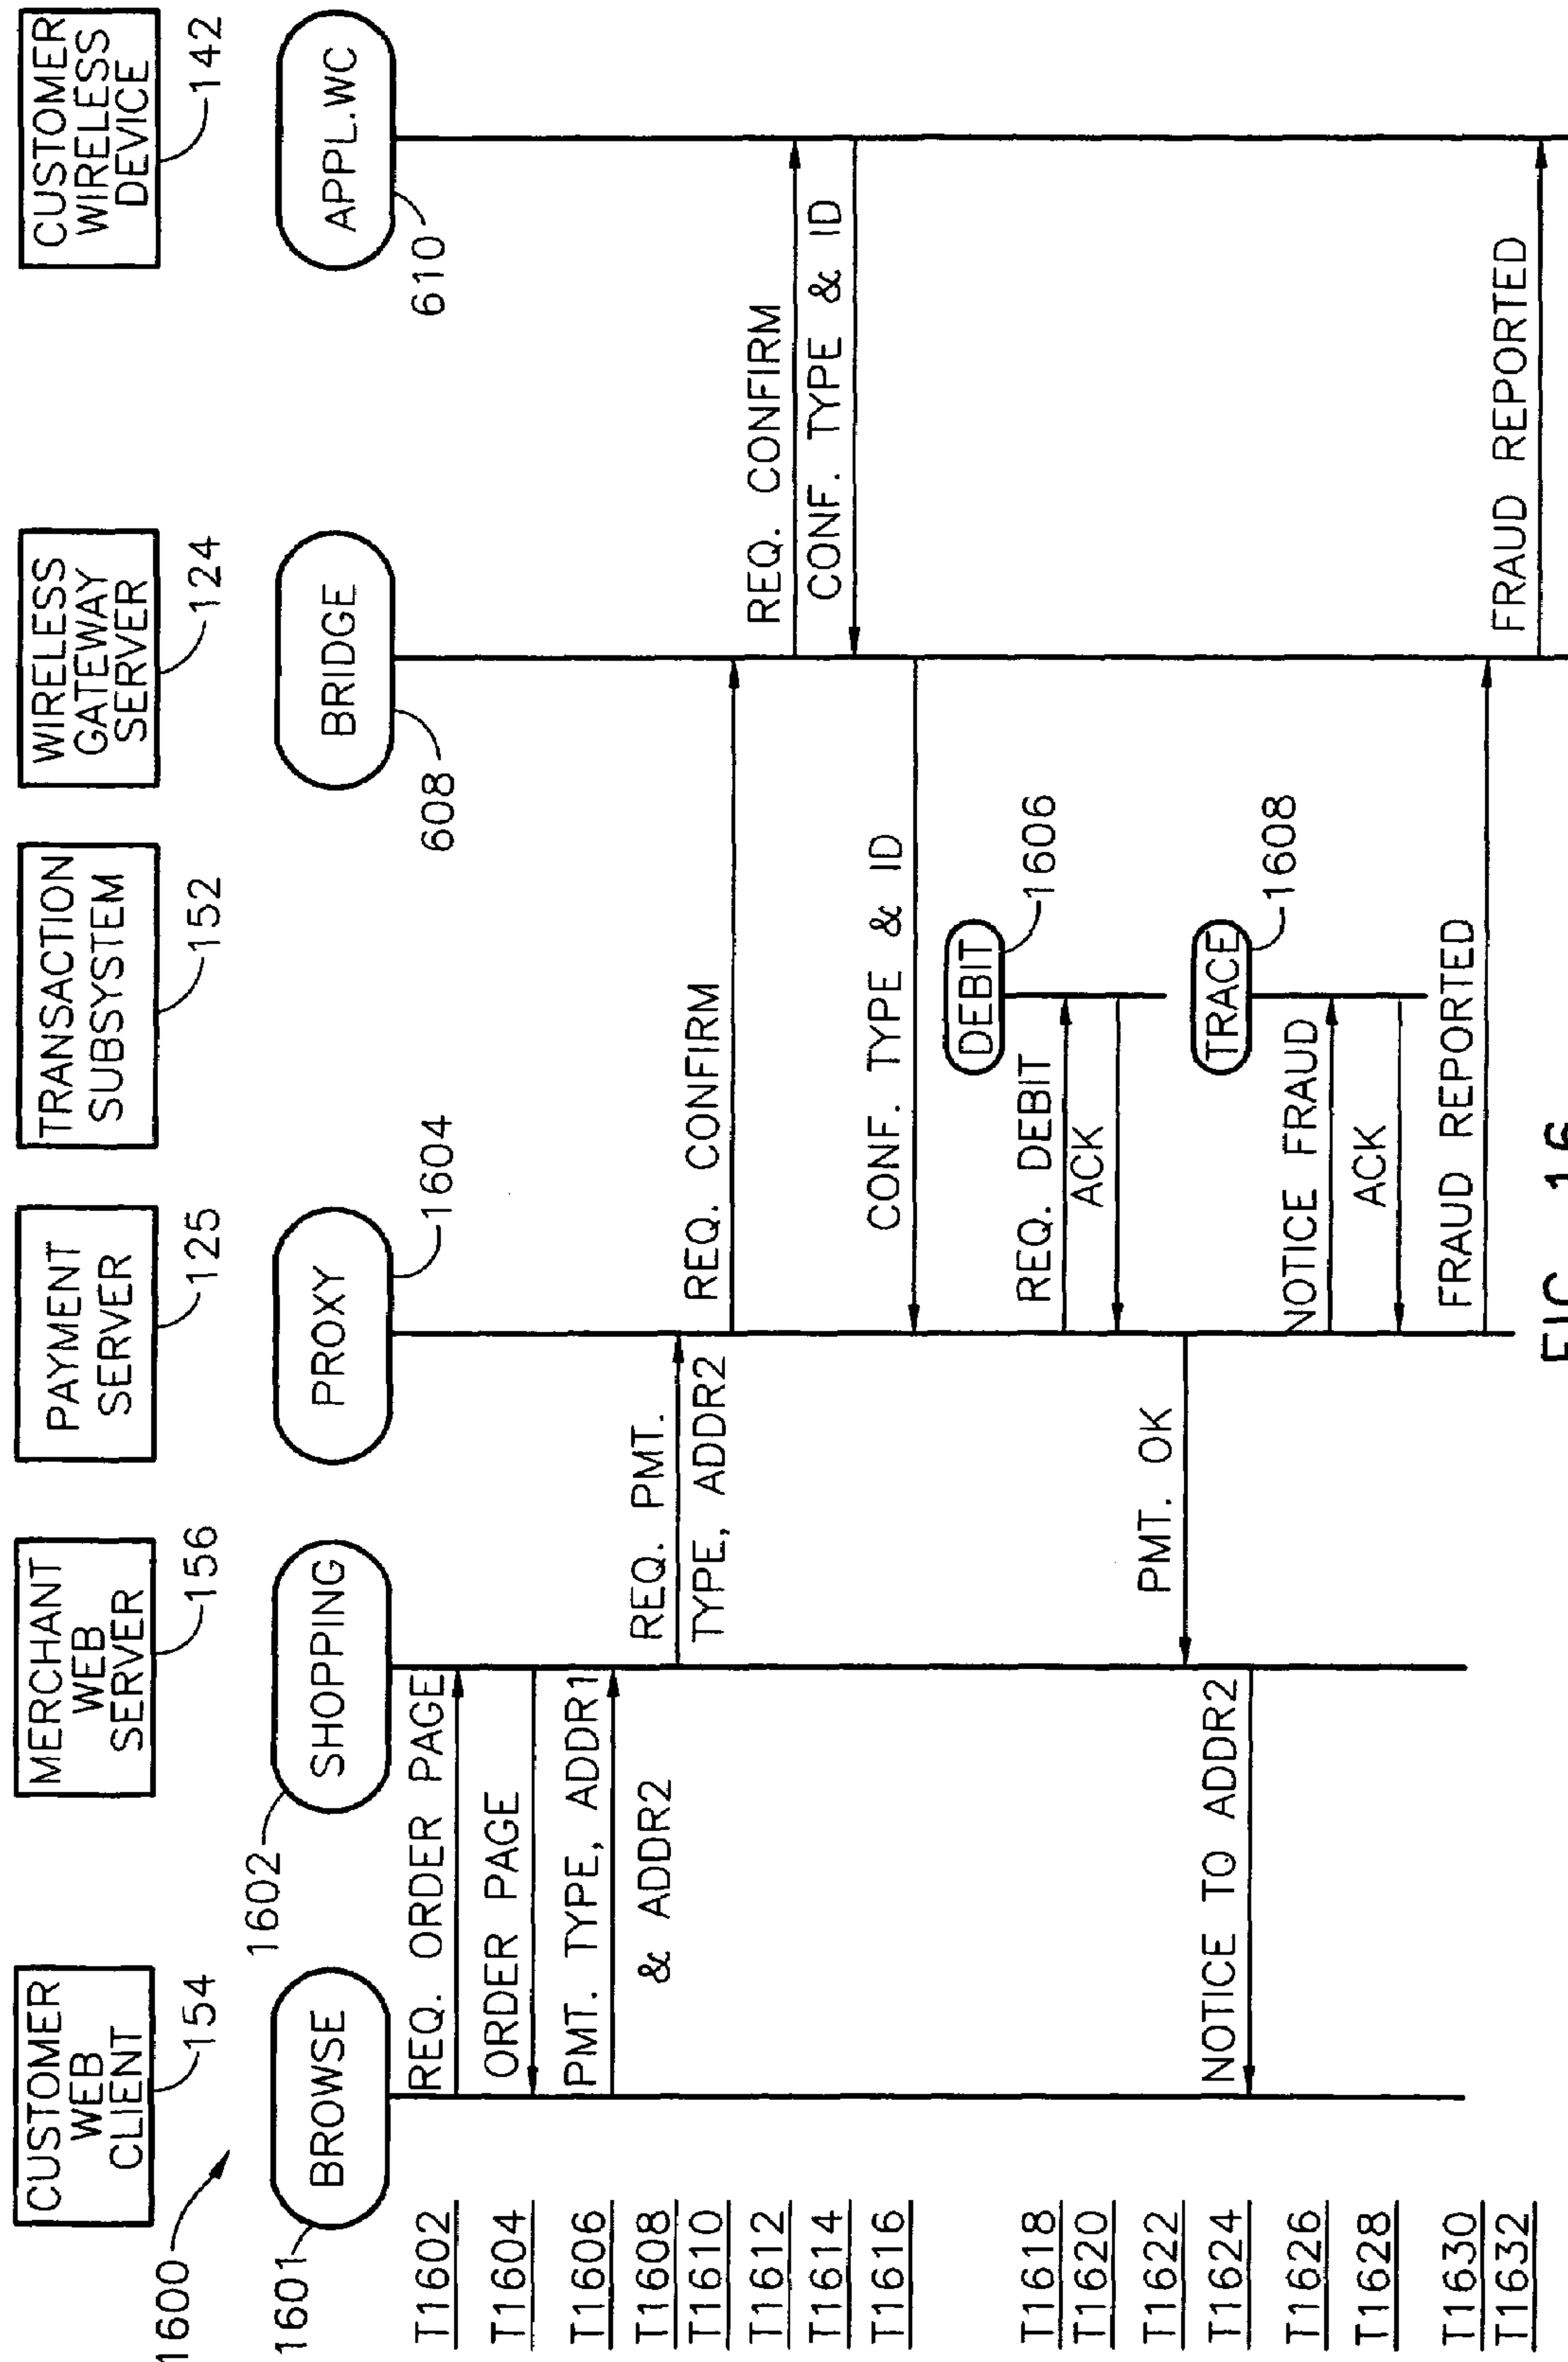 1600
CUSTOMER
WEB
CLIENT
154
MERCHANT
WEB
SERVER
156
PAYMENT
SERVER
125
TRANSACTION
SUBSYSTEM
152
WIRELESS
GATEWAY
SERVER
124
CUSTOMER
WIRELESS
DEVICE
142
1601
BROWSE
1602
SHOPPING
PROXY
1604
BRIDGE
608
APPL.WC
610
T1602
REQ. ORDER PAGE
T1604
ORDER PAGE
T1606
PMT. TYPE, ADDR1
& ADDR2
T1608
REQ. PMT.
TYPE, ADDR2
T1610
REQ. CONFIRM
T1612
REQ. CONFIRM
T1614
CONF. TYPE & ID
T1616
CONF. TYPE & ID
DEBIT
1606
T1618
REQ. DEBIT
T1620
ACK
T1622
PMT. OK
T1624
NOTICE TO ADDR2
TRACE
1608
T1626
NOTICE FRAUD
T1628
ACK
T1630
FRAUD REPORTED
T1632
FRAUD REPORTED
FIG. 16